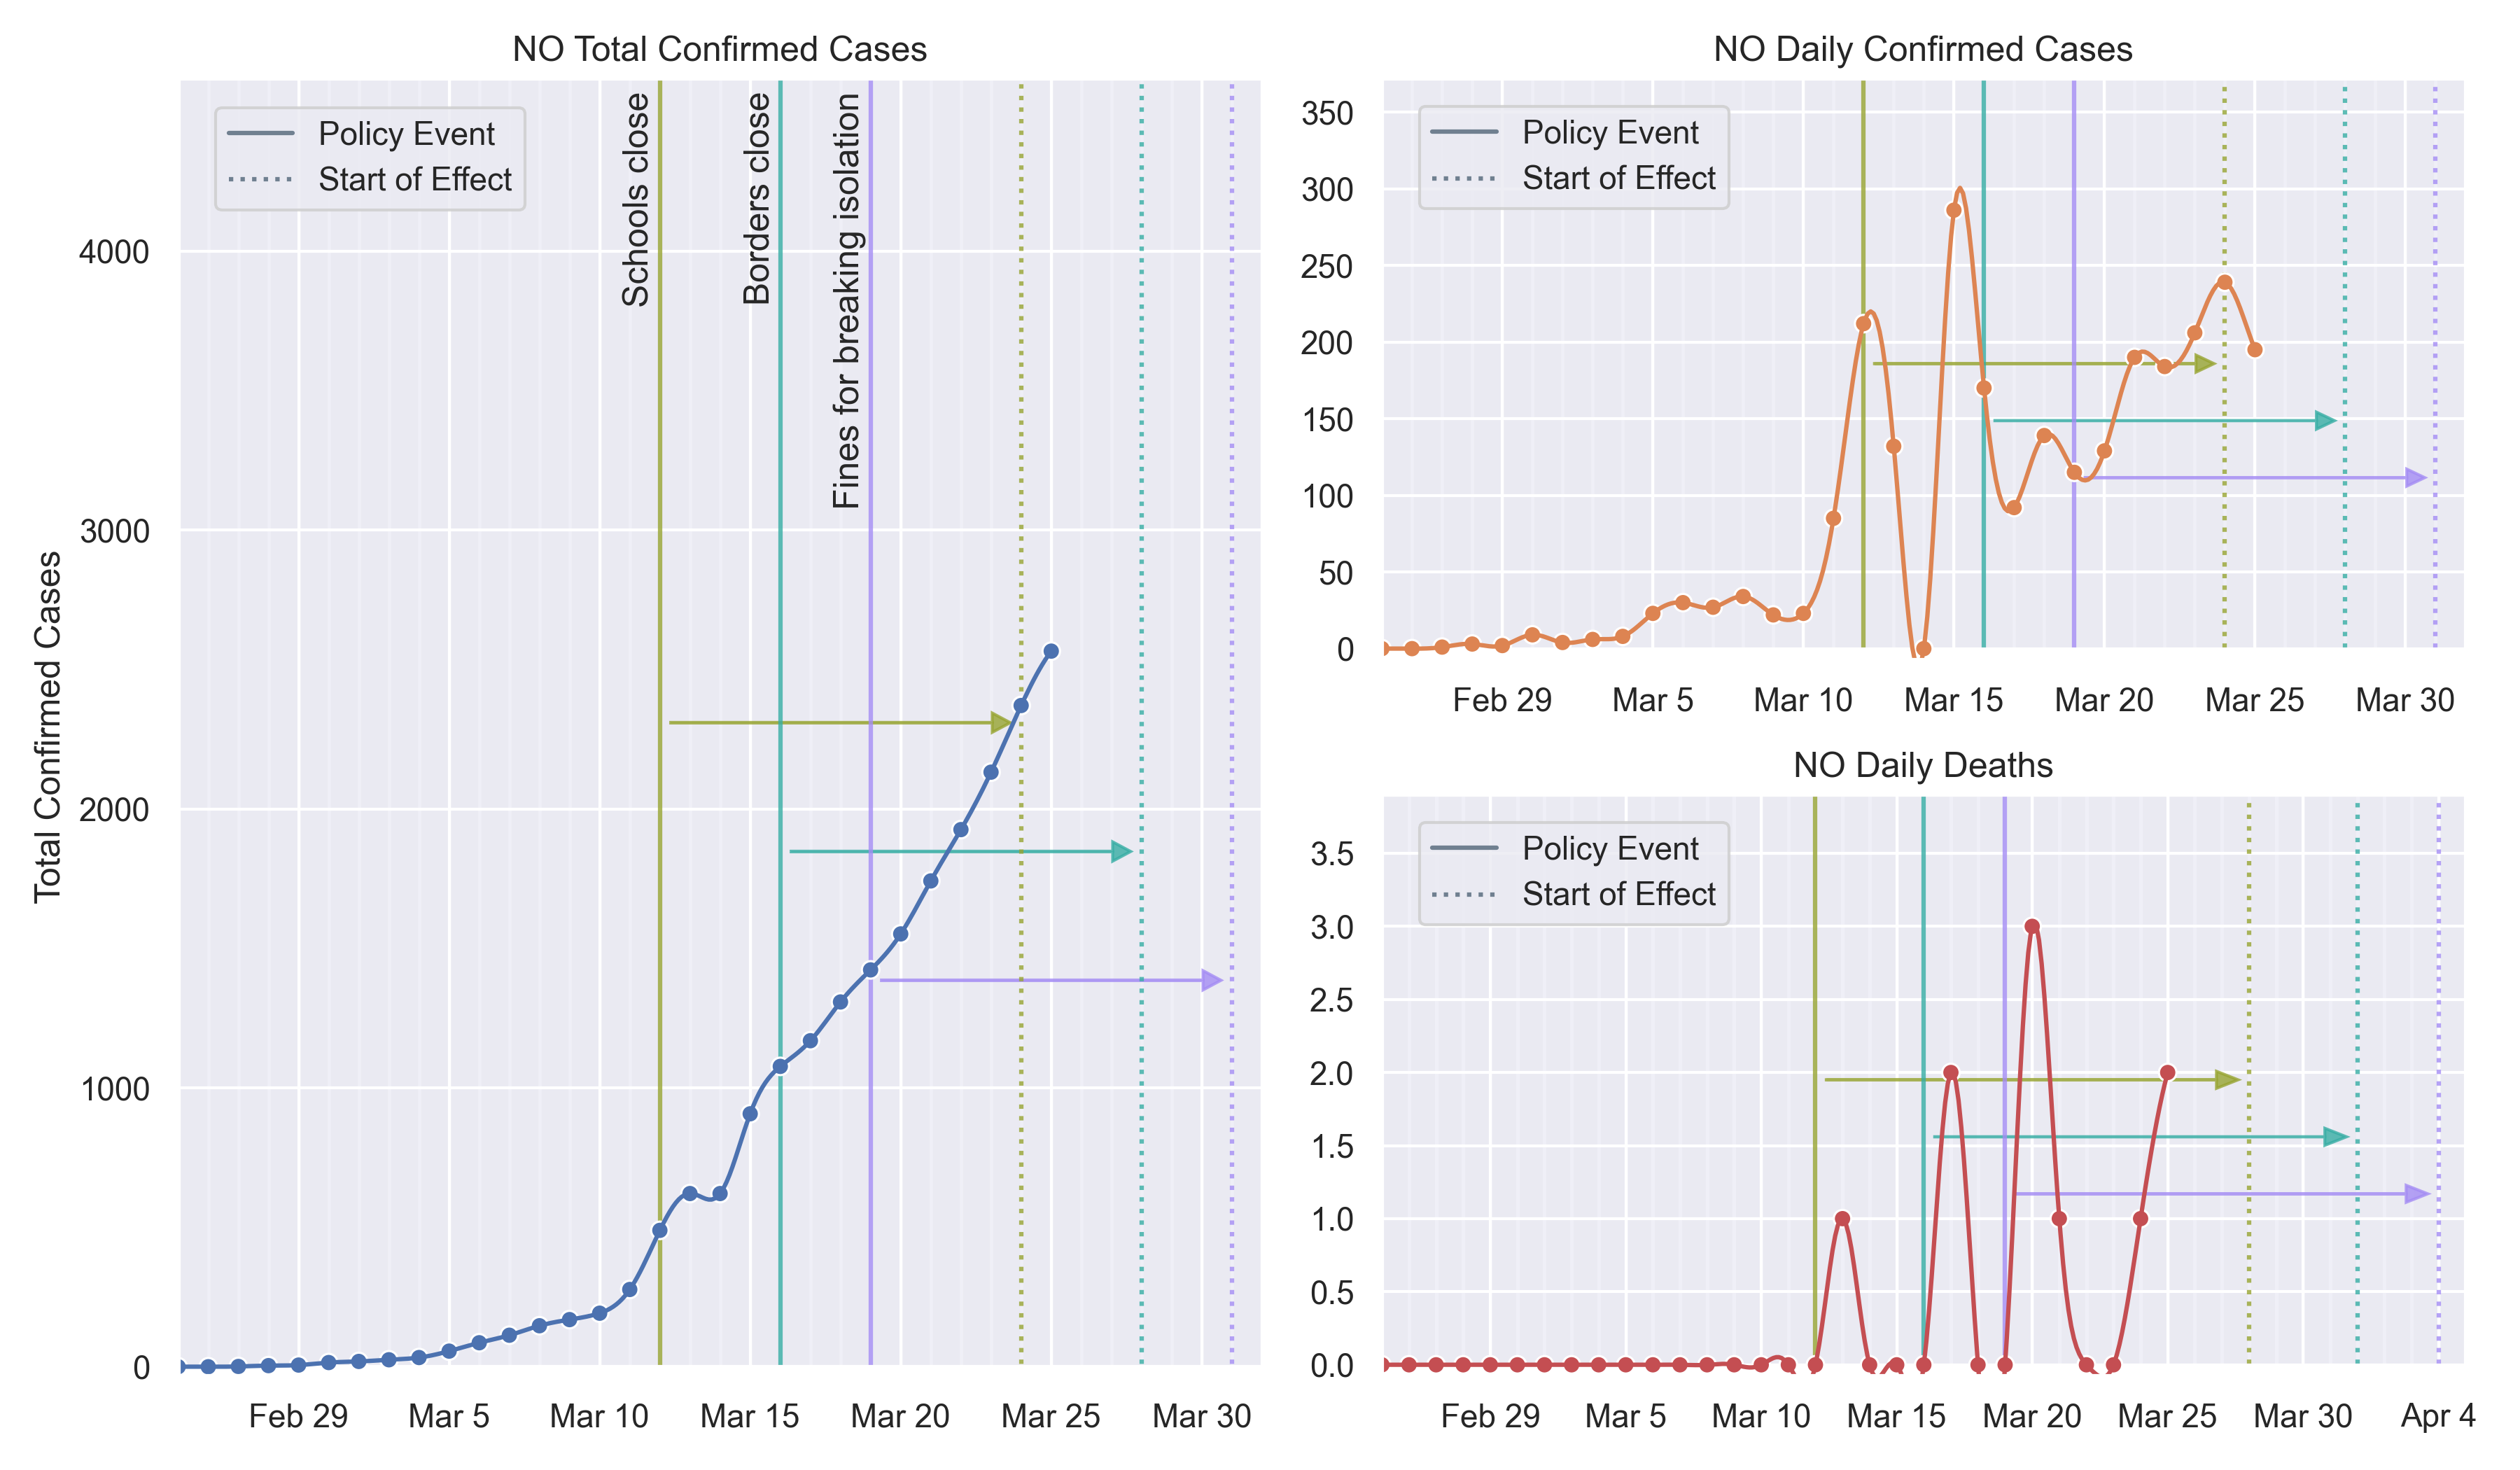 NO Total Confirmed Cases
Policy Event
Start of Effect
Schools close
Borders close
Fines for breaking isolation
Total Confirmed Cases
4000
3000
2000
1000
0
Feb 29
Mar 5
Mar 10
Mar 15
Mar 20
Mar 25
Mar 30
NO Daily Confirmed Cases
Policy Event
Start of Effect
350
300
250
200
150
100
50
0
Feb 29
Mar 5
Mar 10
Mar 15
Mar 20
Mar 25
Mar 30
NO Daily Deaths
Policy Event
Start of Effect
3.5
3.0
2.5
2.0
1.5
1.0
0.5
0.0
Feb 29
Mar 5
Mar 10
Mar 15
Mar 20
Mar 25
Mar 30
Apr 4